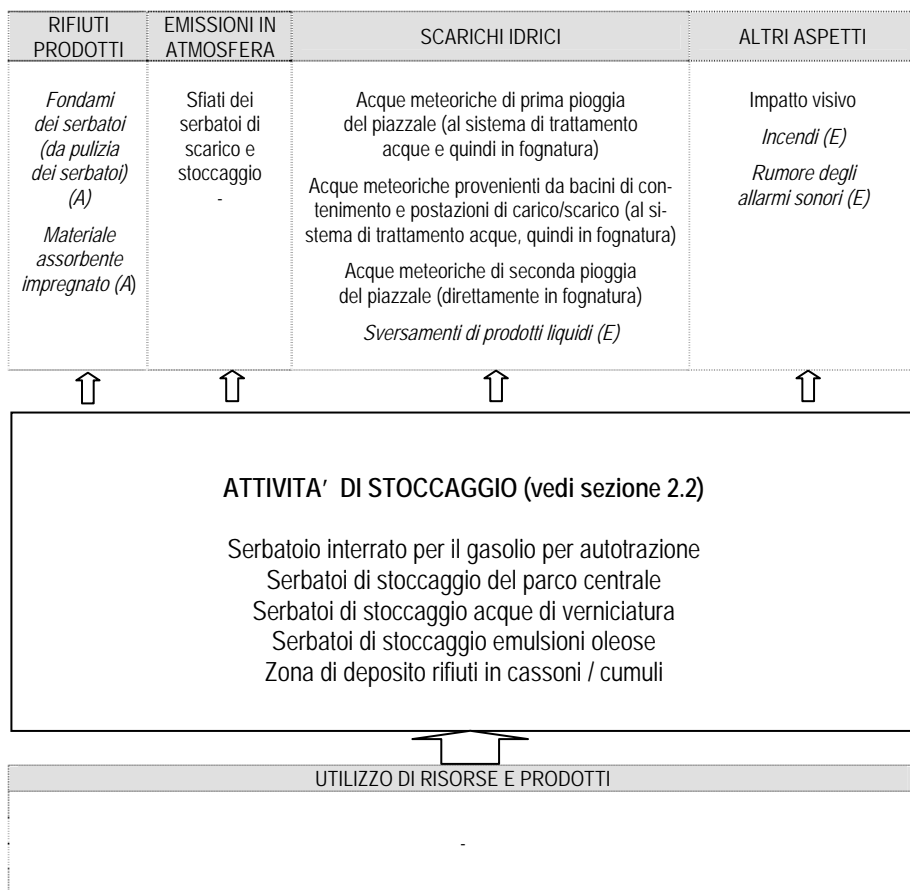 RIFIUTI
PRODOTTI
EMISSIONI IN
ATMOSFERA
SCARICHI IDRICI
ALTRI ASPETTI
Fondami
dei serbatoi
(da pulizia
dei serbatoi)
(A)
Materiale
assorbente
impregnato (A)
Sfiati dei
serbatoi di
scarico e
stoccaggio
-
Acque meteoriche di prima pioggia
del piazzale (al sistema di trattamento
acque e quindi in fognatura)
Acque meteoriche provenienti da bacini di con-
tenimento e postazioni di carico/scarico (al si-
stema di trattamento acque, quindi in fognatura)
Acque meteoriche di seconda pioggia
del piazzale (direttamente in fognatura)
Sversamenti di prodotti liquidi (E)
Impatto visivo
Incendi (E)
Rumore degli
allarmi sonori (E)
ATTIVITA' DI STOCCAGGIO (vedi sezione 2.2)
Serbatoio interrato per il gasolio per autotrazione
Serbatoi di stoccaggio del parco centrale
Serbatoi di stoccaggio acque di verniciatura
Serbatoi di stoccaggio emulsioni oleose
Zona di deposito rifiuti in cassoni / cumuli
UTILIZZO DI RISORSE E PRODOTTI
-